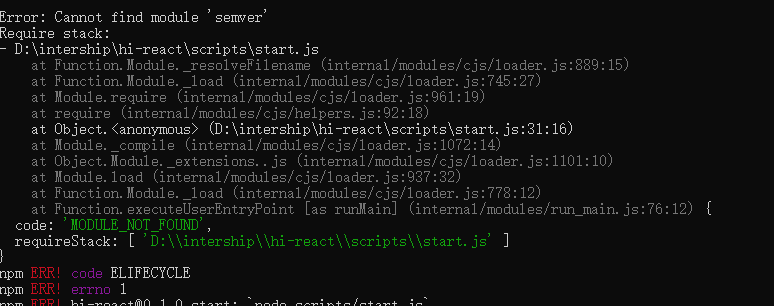 Error: Cannot find module 'semver'
Require stack:
- D:\intership\hi-react\scripts\start.js
    at Function.Module._resolveFilename (internal/modules/cjs/loader.js:889:15)
    at Function.Module._load (internal/modules/cjs/loader.js:745:27)
    at Module.require (internal/modules/cjs/loader.js:961:19)
    at require (internal/modules/cjs/helpers.js:92:18)
    at Object.<anonymous> (D:\intership\hi-react\scripts\start.js:31:16)
    at Module._compile (internal/modules/cjs/loader.js:1072:14)
    at Object.Module._extensions..js (internal/modules/cjs/loader.js:1101:10)
    at Module.load (internal/modules/cjs/loader.js:937:32)
    at Function.Module._load (internal/modules/cjs/loader.js:778:12)
    at Function.executeUserEntryPoint [as runMain] (internal/modules/run_main.js:76:12) {
  code: 'MODULE_NOT_FOUND',
  requireStack: [ 'D:\\intership\\hi-react\\scripts\\start.js' ]
}
npm ERR! code ELIFECYCLE
npm ERR! errno 1
npm ERR! hi-react@0.1.0 start: `node scripts/start.js`